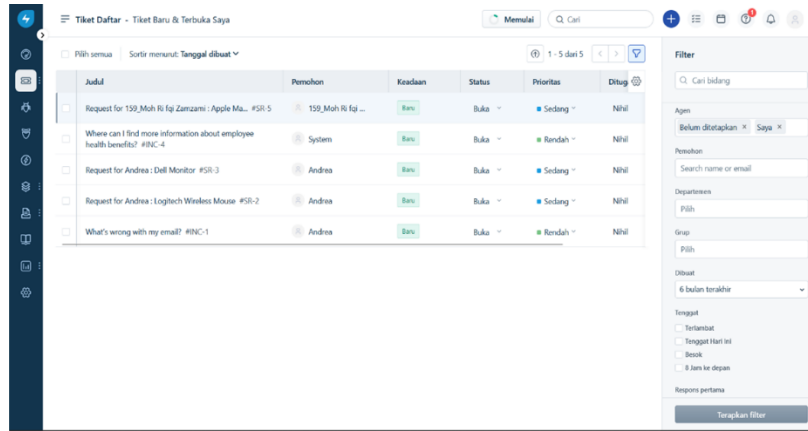 Tiket Daftar - Tiket Baru & Terbuka Saya
Memulai
Cari
Pilih semua
Sortir menurut: Tanggal dibuat
1 - 5 dari 5
Judul Pemohon Keadaan Status Prioritas Ditug
Request for 159_Moh Ri fqi Zamzami : Apple Ma... #SR-5 159_Moh Ri fqi ... Baru Buka Sedang Nihil
Where can I find more information about employee
health benefits? #INC-4 System Baru Buka Rendah Nihil
Request for Andrea : Dell Monitor #SR-3 Andrea Baru Buka Sedang Nihil
Request for Andrea : Logitech Wireless Mouse #SR-2 Andrea Baru Buka Sedang Nihil
What's wrong with my email? #INC-1 Andrea Baru Buka Rendah Nihil
Filter
Cari bidang
Agen
Belum ditetapkan × Saya ×
Pemohon
Search name or email
Departemen
Pilih
Grup
Pilih
Dibuat
6 bulan terakhir
Tenggat
Terlambat
Tenggat Hari Ini
Besok
8 Jam ke depan
Respons pertama
Terapkan filter